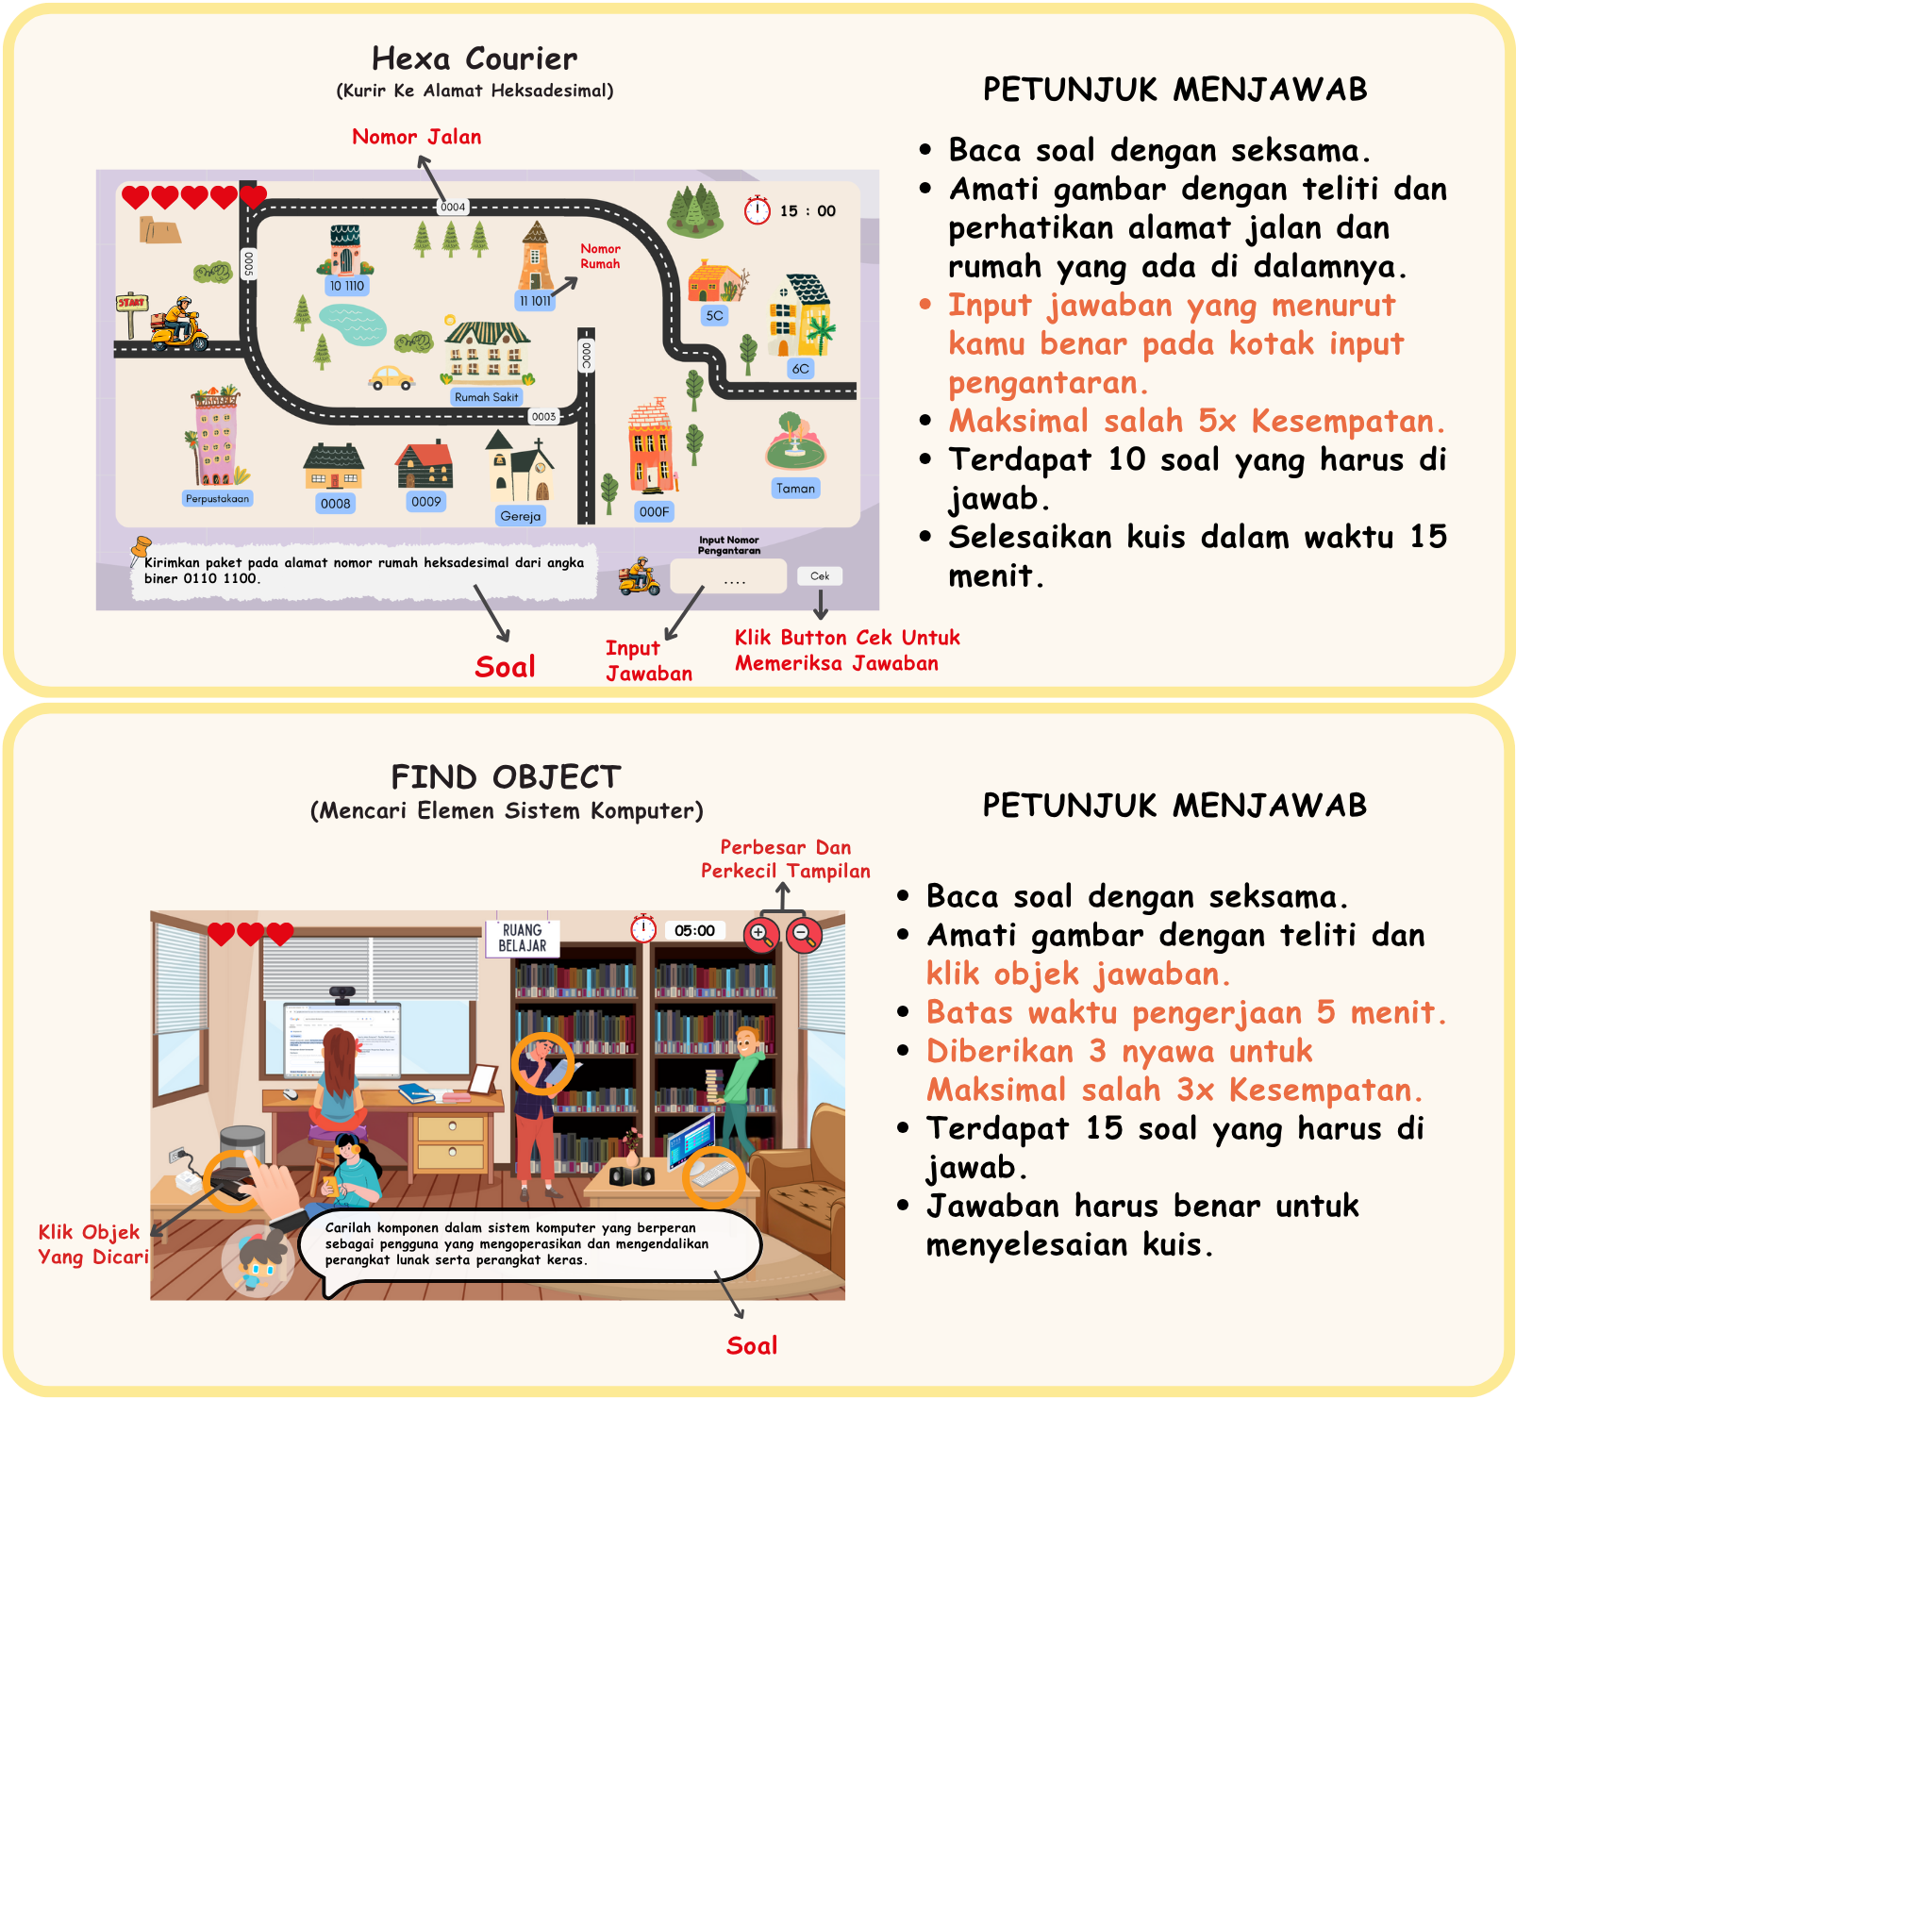 Hexa Courier
(Kurir Ke Alamat Heksadesimal)
Nomor Jalan
0004
15 : 00
0005
Nomor
Rumah
10 1110
11 1011
START
5C
000C
6C
Rumah Sakit
0003
Perpustakaan
0008
0009
Gereja
000F
Taman
Kirimkan paket pada alamat nomor rumah heksadesimal dari angka
biner 0110 1100.
Input Nomor
Pengantaran
....
Cek
Soal
Input
Jawaban
Klik Button Cek Untuk
Memeriksa Jawaban
PETUNJUK MENJAWAB
• Baca soal dengan seksama.
• Amati gambar dengan teliti dan
perhatikan alamat jalan dan
rumah yang ada di dalamnya.
• Input jawaban yang menurut
kamu benar pada kotak input
pengantaran.
• Maksimal salah 5x Kesempatan.
• Terdapat 10 soal yang harus di
jawab.
• Selesaikan kuis dalam waktu 15
menit.
FIND OBJECT
(Mencari Elemen Sistem Komputer)
Perbesar Dan
Perkecil Tampilan
RUANG
BELAJAR
05:00
Klik Objek
Yang Dicari
Carilah komponen dalam sistem komputer yang berperan
sebagai pengguna yang mengoperasikan dan mengendalikan
perangkat lunak serta perangkat keras.
Soal
PETUNJUK MENJAWAB
• Baca soal dengan seksama.
• Amati gambar dengan teliti dan
klik objek jawaban.
• Batas waktu pengerjaan 5 menit.
• Diberikan 3 nyawa untuk
Maksimal salah 3x Kesempatan.
• Terdapat 15 soal yang harus di
jawab.
• Jawaban harus benar untuk
menyelesaian kuis.